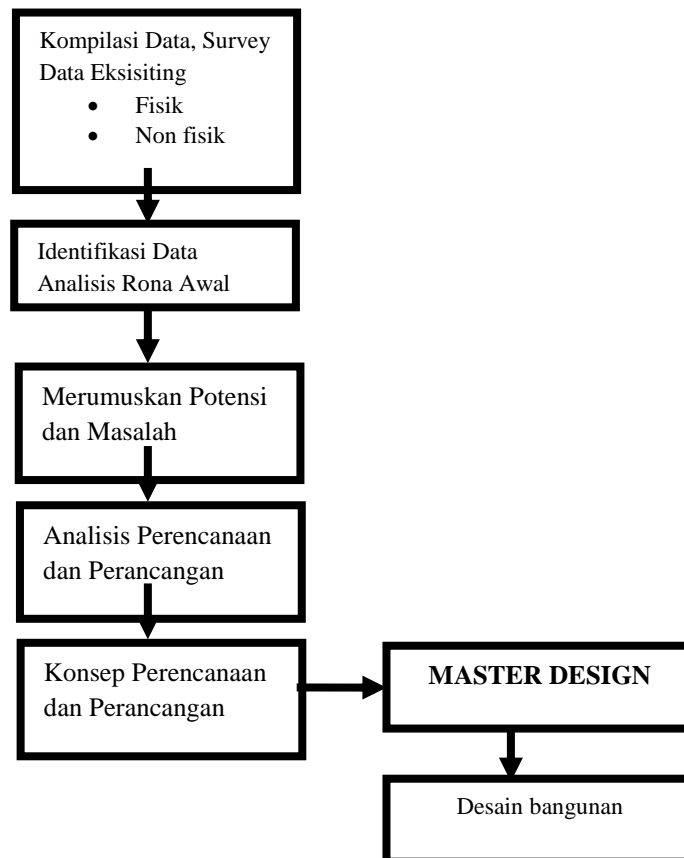 Kompilasi Data, Survey
Data Eksisiting
• Fisik
• Non fisik
Identifikasi Data
Analisis Rona Awal
Merumuskan Potensi
dan Masalah
Analisis Perencanaan
dan Perancangan
Konsep Perencanaan
dan Perancangan
MASTER DESIGN
Desain bangunan